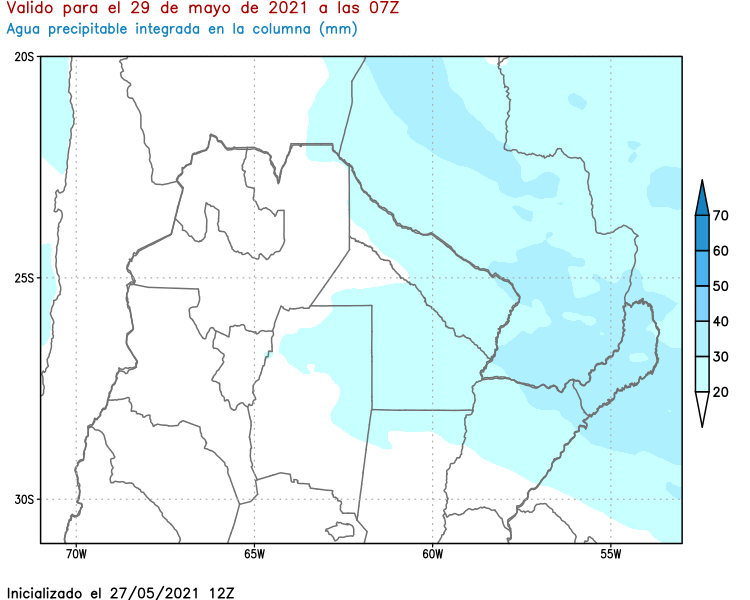 Valido para el 29 de mayo de 2021 a las 07Z
Agua precipitable integrada en la columna (mm)
20S
25S
30S
70W
65W
60W
55W
70
60
50
40
30
20
Inicializado el 27/05/2021 12Z